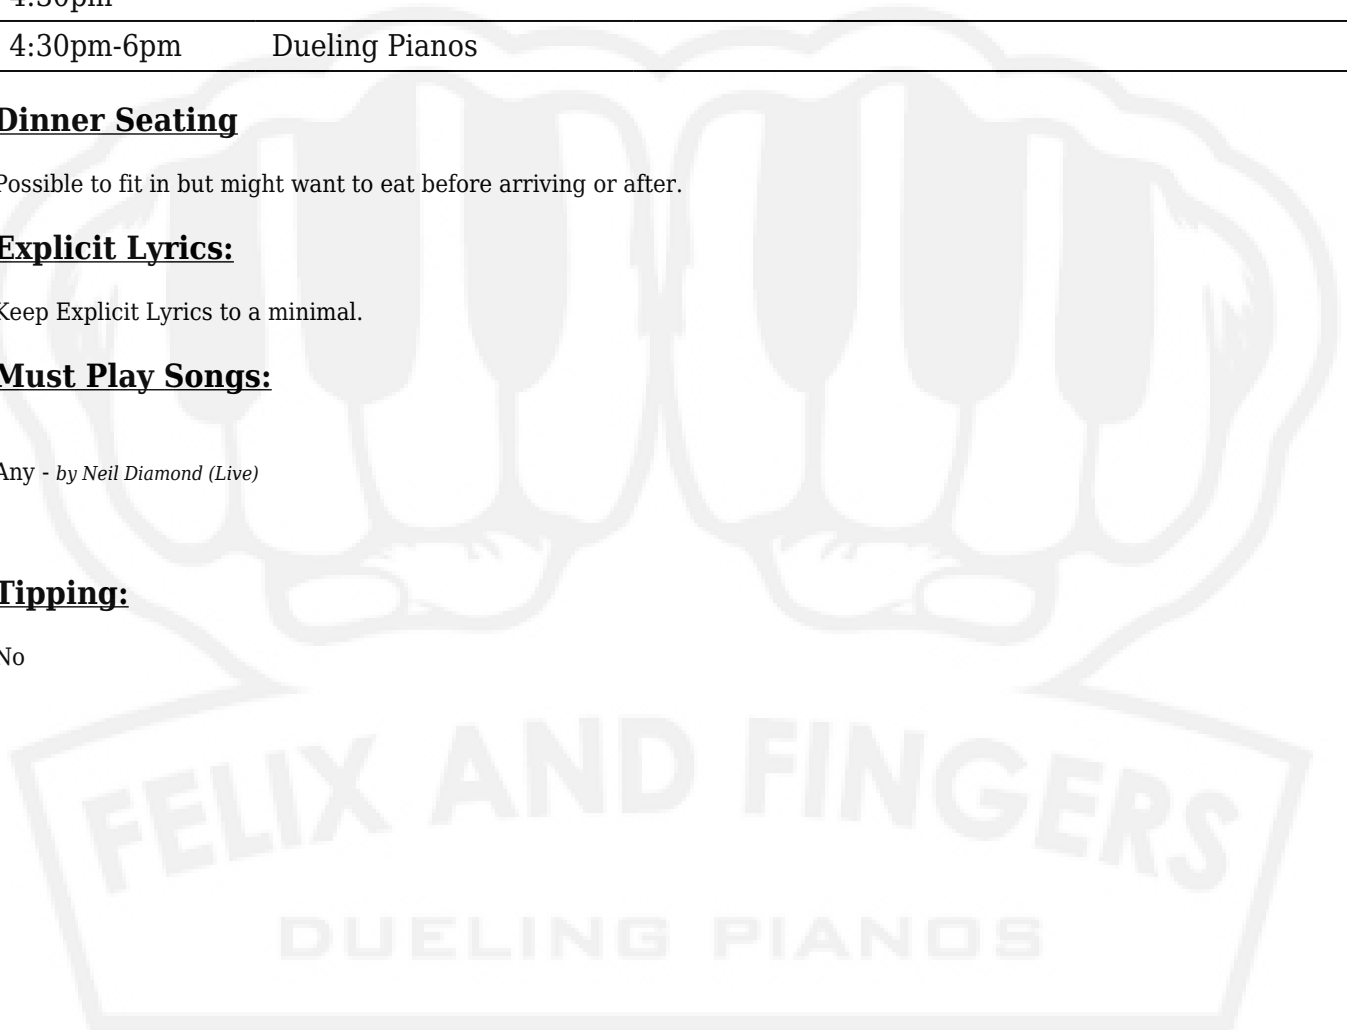 4:30pm
4:30pm-6pm Dueling Pianos
Dinner Seating
Possible to fit in but might want to eat before arriving or after.
Explicit Lyrics:
Keep Explicit Lyrics to a minimal.
Must Play Songs:
Any - by Neil Diamond (Live)
Tipping:
No
FELIX AND FINGERS
DUELING PIANOS